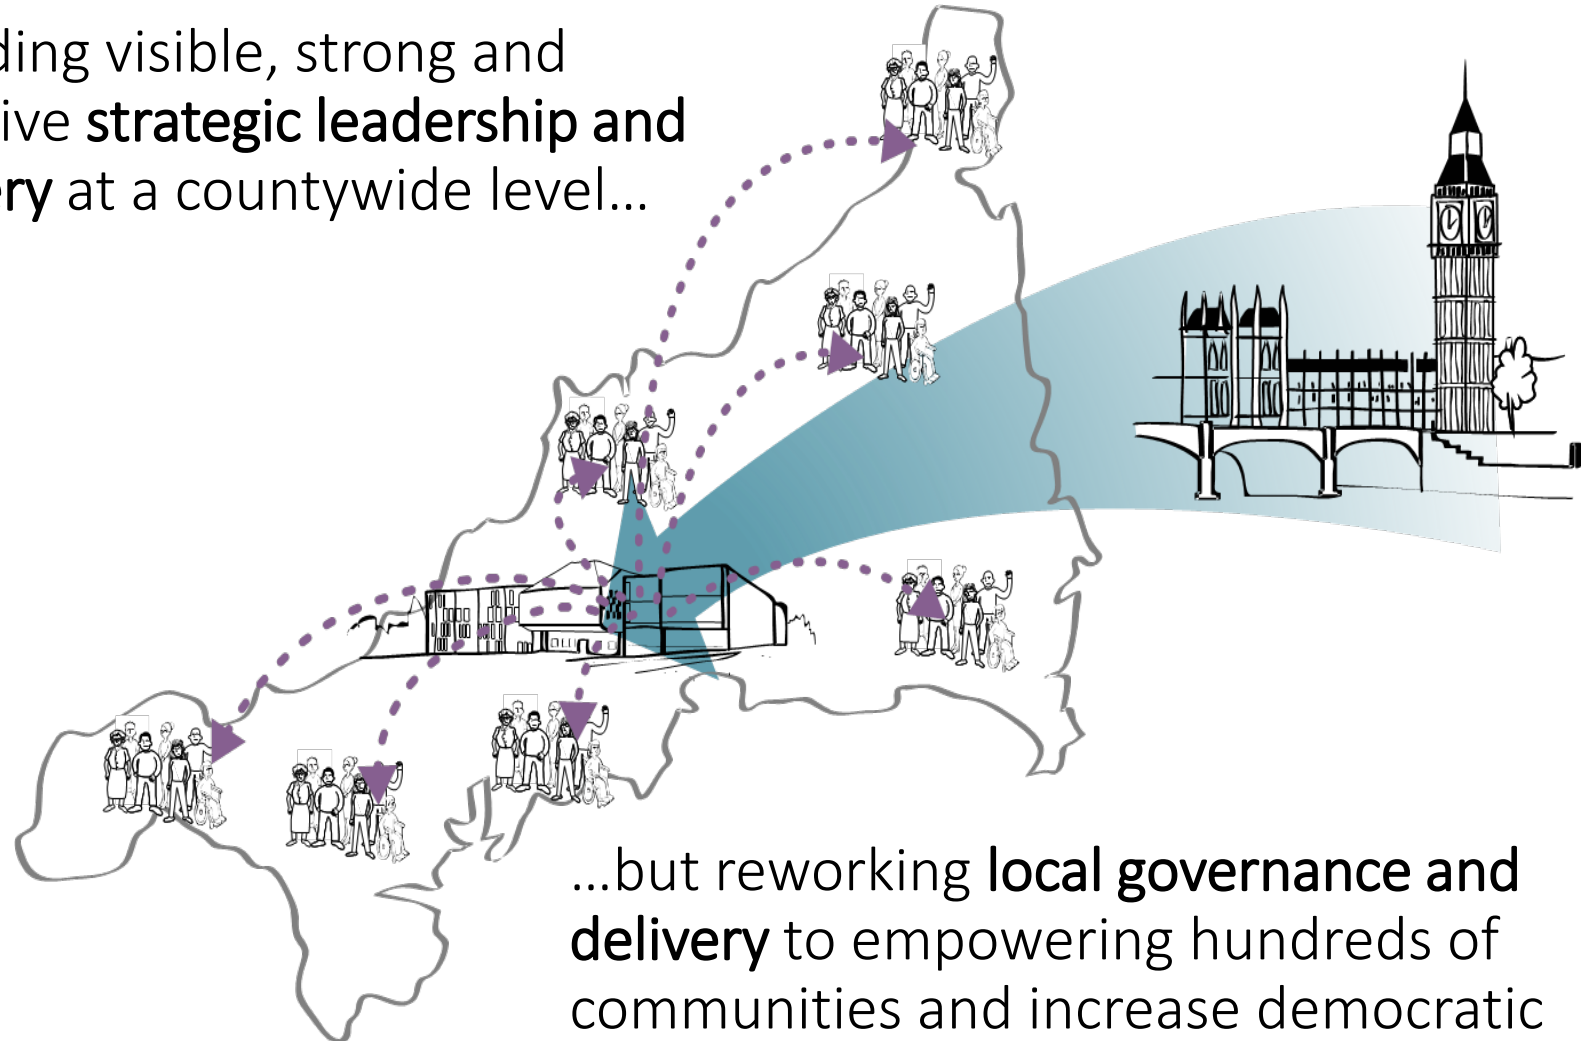 ding visible, strong and
ive strategic leadership and
ery at a countywide level...
...but reworking local governance and
delivery to empowering hundreds of
communities and increase democratic